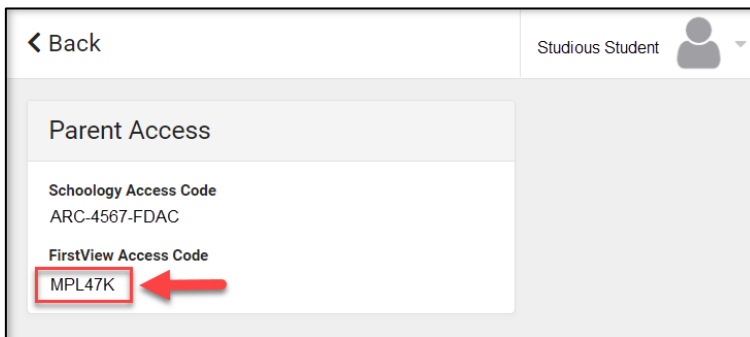 Back
Studious Student
Parent Access
Schoology Access Code
ARC-4567-FDAC
FirstView Access Code
MPL47K